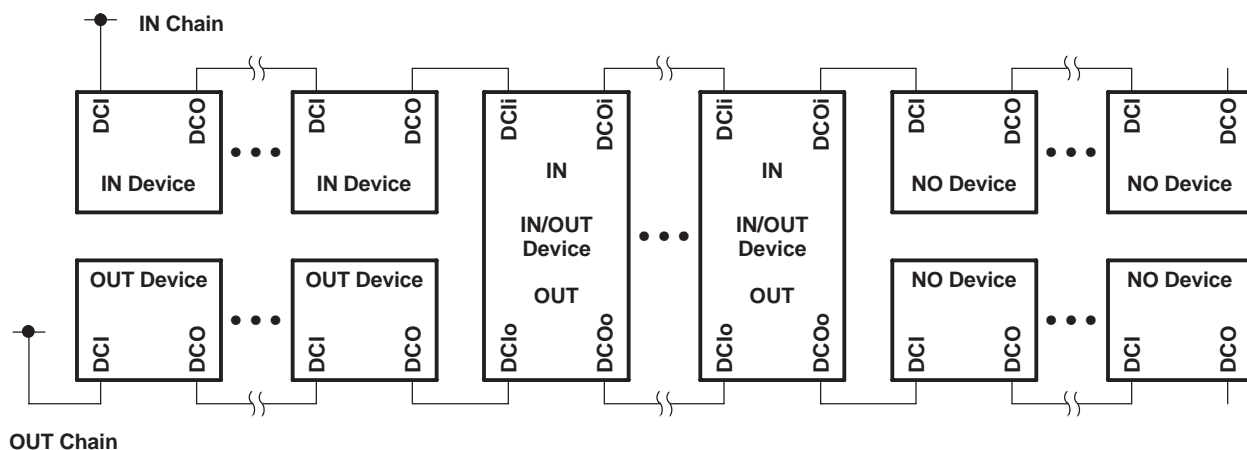 IN Chain
DCI DCO DCI DCO DCIi DCOi DCIi DCOi DCI DCO DCI DCO
IN Device IN Device IN IN NO Device NO Device
IN/OUT IN/OUT
Device Device
OUT Device OUT Device OUT OUT NO Device NO Device
DCI DCO DCI DCO DCIo DCOo DCIo DCOo DCI DCO DCI DCO
OUT Chain